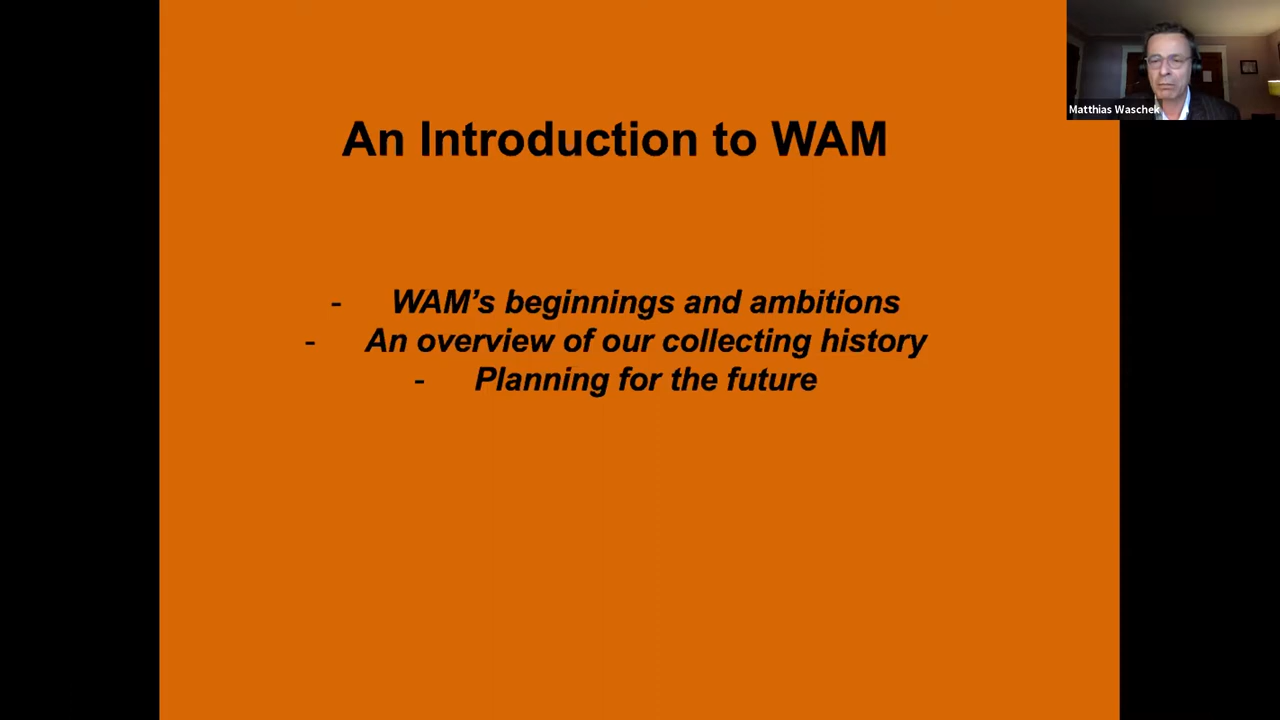 An Introduction to WAM
- WAM’s beginnings and ambitions
- An overview of our collecting history
- Planning for the future
Matthias Waschek